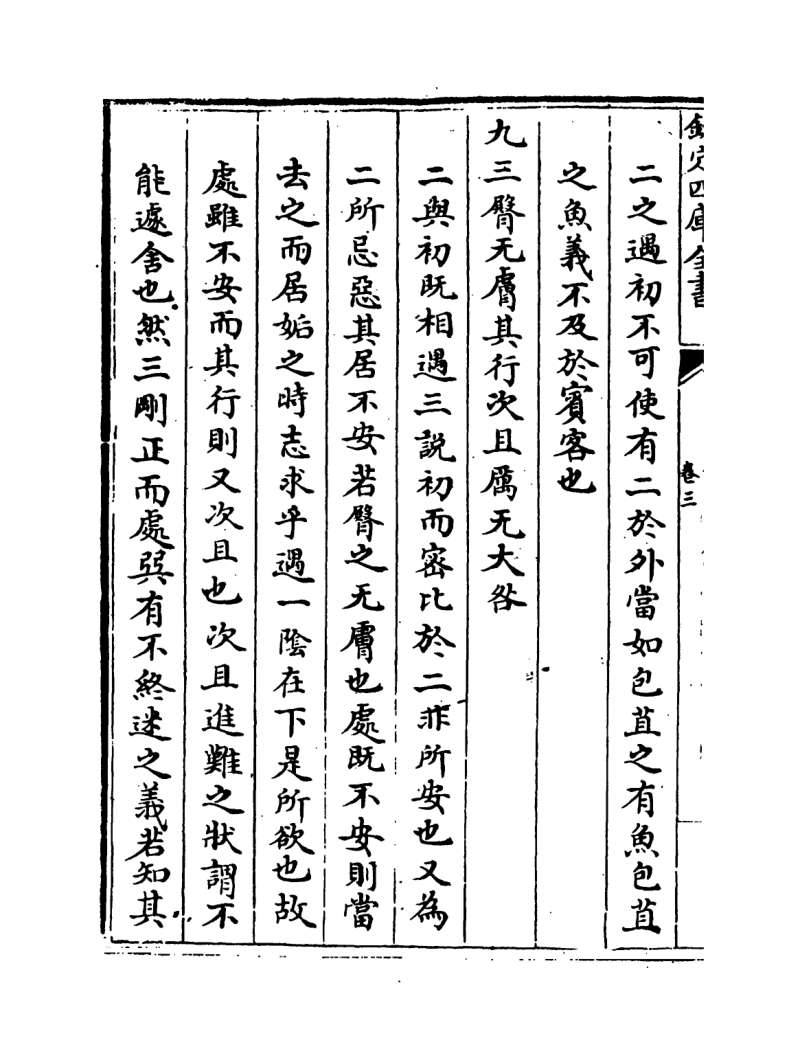 欽定四庫全書
卷三
二之遇初不可使有二於外當如包苴之有魚包苴
之魚義不及於賔客也
九三臀无膚其行次且厲无大咎
二與初既相遇三説初而密比於二非所安也又為
二所忌惡其居不安若臀之无膚也處既不安則當
去之而居姤之時志求乎遇一隂在下是所欲也故
處雖不安而其行則又次且也次且進難之狀謂不
能遽舍也然三剛正而處巽有不終迷之義若知其